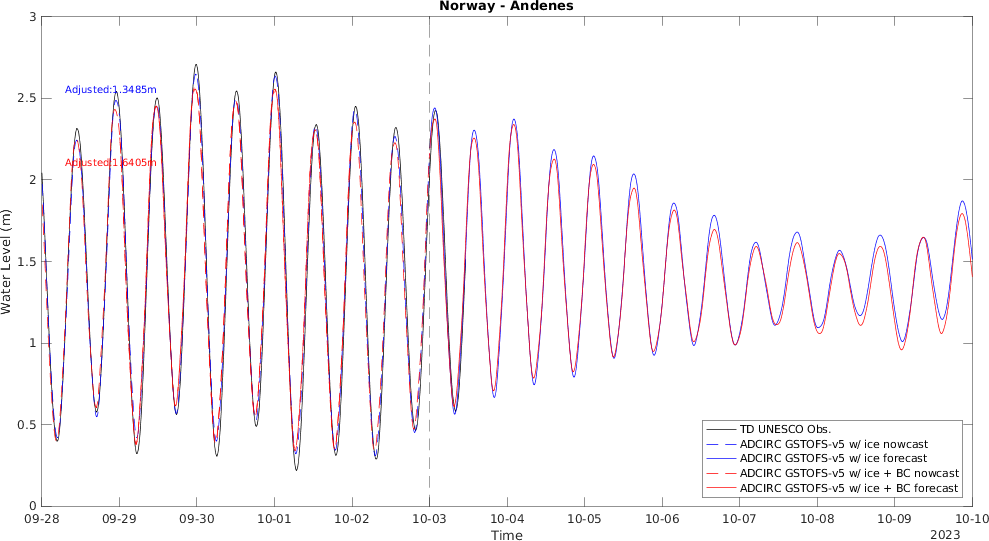 Norway - Andenes
3
2.5
2
1.5
1
0.5
0
Water Level (m)
Adjusted:1.3485m
Adjusted:1.6405m
TD UNESCO Obs.
ADCIRC GSTOFS-v5 w/ ice nowcast
ADCIRC GSTOFS-v5 w/ ice forecast
ADCIRC GSTOFS-v5 w/ ice + BC nowcast
ADCIRC GSTOFS-v5 w/ ice + BC forecast
09-28 09-29 09-30 10-01 10-02 10-03 10-04 10-05 10-06 10-07 10-08 10-09 10-10
Time
2023